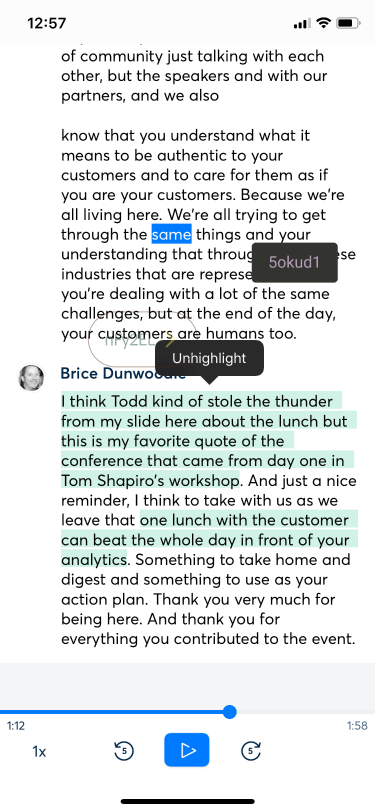 12:57
of community just talking with each
other, but the speakers and with our
partners, and we also
know that you understand what it
means to be authentic to your
customers and to care for them as if
you are your customers. Because we're
all living here. We're all trying to get
through the same things and your
understanding that throug ese
5okud1
industries that are represe
you're dealing with a lot of the same
challenges, but at the end of the day,
your customers are humans too.
Unhighlight
Brice Dunwoodie
I think Todd kind of stole the thunder
from my slide here about the lunch but
this is my favorite quote of the
conference that came from day one in
Tom Shapiro's workshop. And just a nice
reminder, I think to take with us as we
leave that one lunch with the customer
can beat the whole day in front of your
analytics. Something to take home and
digest and something to use as your
action plan. Thank you very much for
being here. And thank you for
everything you contributed to the event.
1:12 1:58
1x 5 5